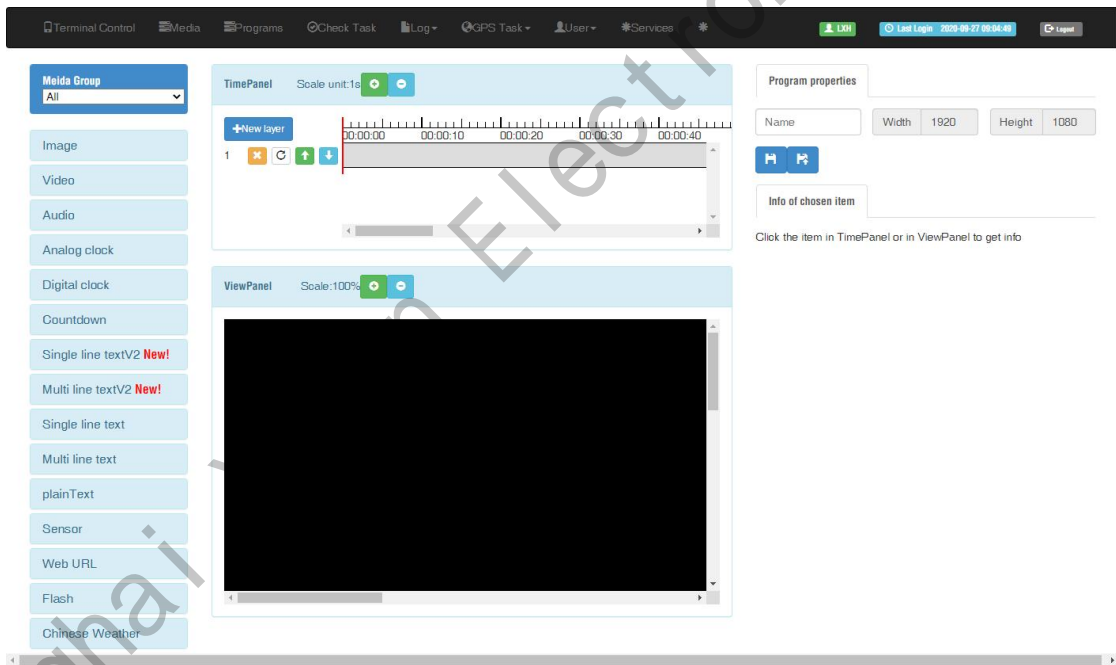 Terminal Control Media Programs Check Task Log GPS Task User Services LXH Last Login 2020-09-27 09:04:49 Logout
Meida Group
All
Image
Video
Audio
Analog clock
Digital clock
Countdown
Single line textV2 New!
Multi line textV2 New!
Single line text
Multi line text
plainText
Sensor
Web URL
Flash
Chinese Weather
TimePanel Scale unit:1s
New layer
00:00:00 00:00:10 00:00:20 00:00:30 00:00:40
1
ViewPanel Scale:100%
Program properties
Name Width 1920 Height 1080
Info of chosen item
Click the item in TimePanel or in ViewPanel to get info